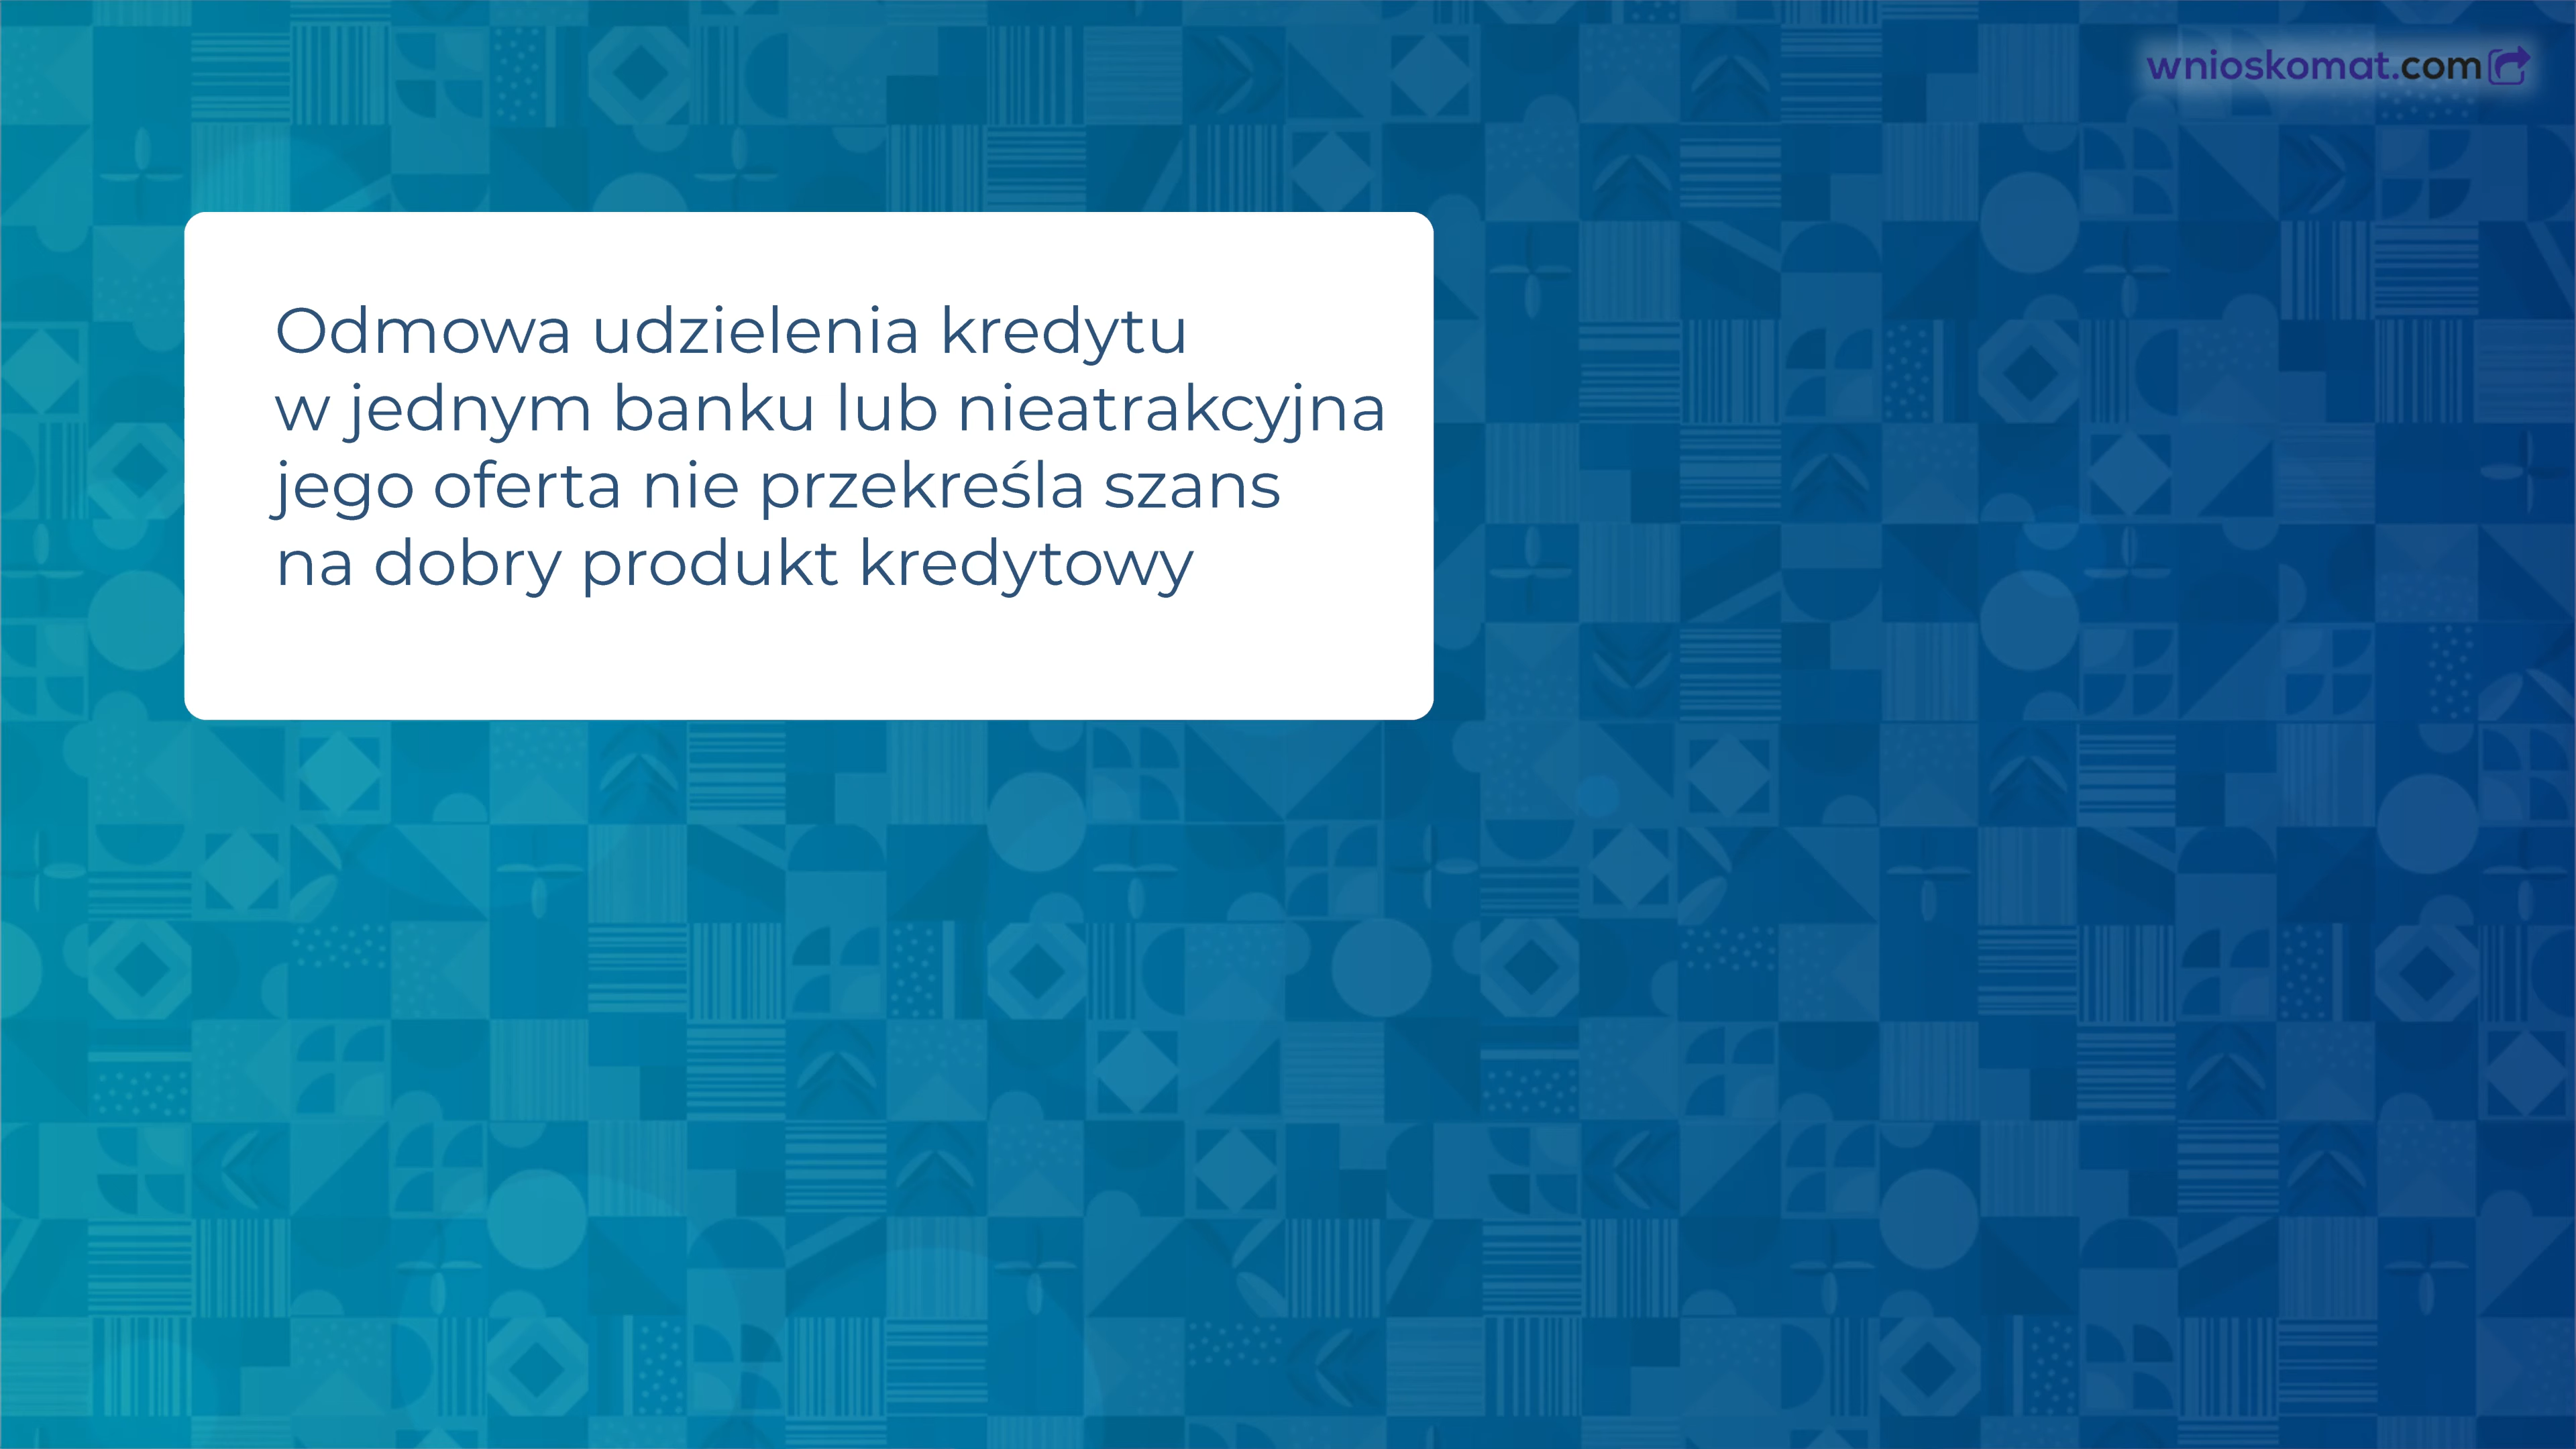 wnioskomat.com
Odmowa udzielenia kredytu
w jednym banku lub nieatrakcyjna
jego oferta nie przekreśla szans
na dobry produkt kredytowy